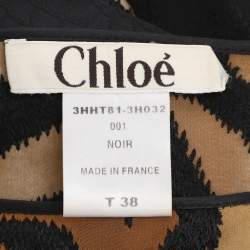 Chloé
3HHT81-3H032
001
NOIR
MADE IN FRANCE
T 38